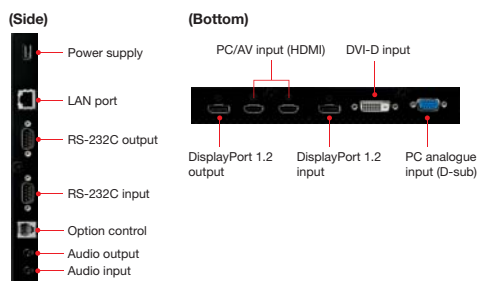 (Side)
Power supply
LAN port
RS-232C output
RS-232C input
Option control
Audio output
Audio input
(Bottom)
PC/AV input (HDMI)
DVI-D input
DisplayPort 1.2
output
DisplayPort 1.2
input
PC analogue
input (D-sub)